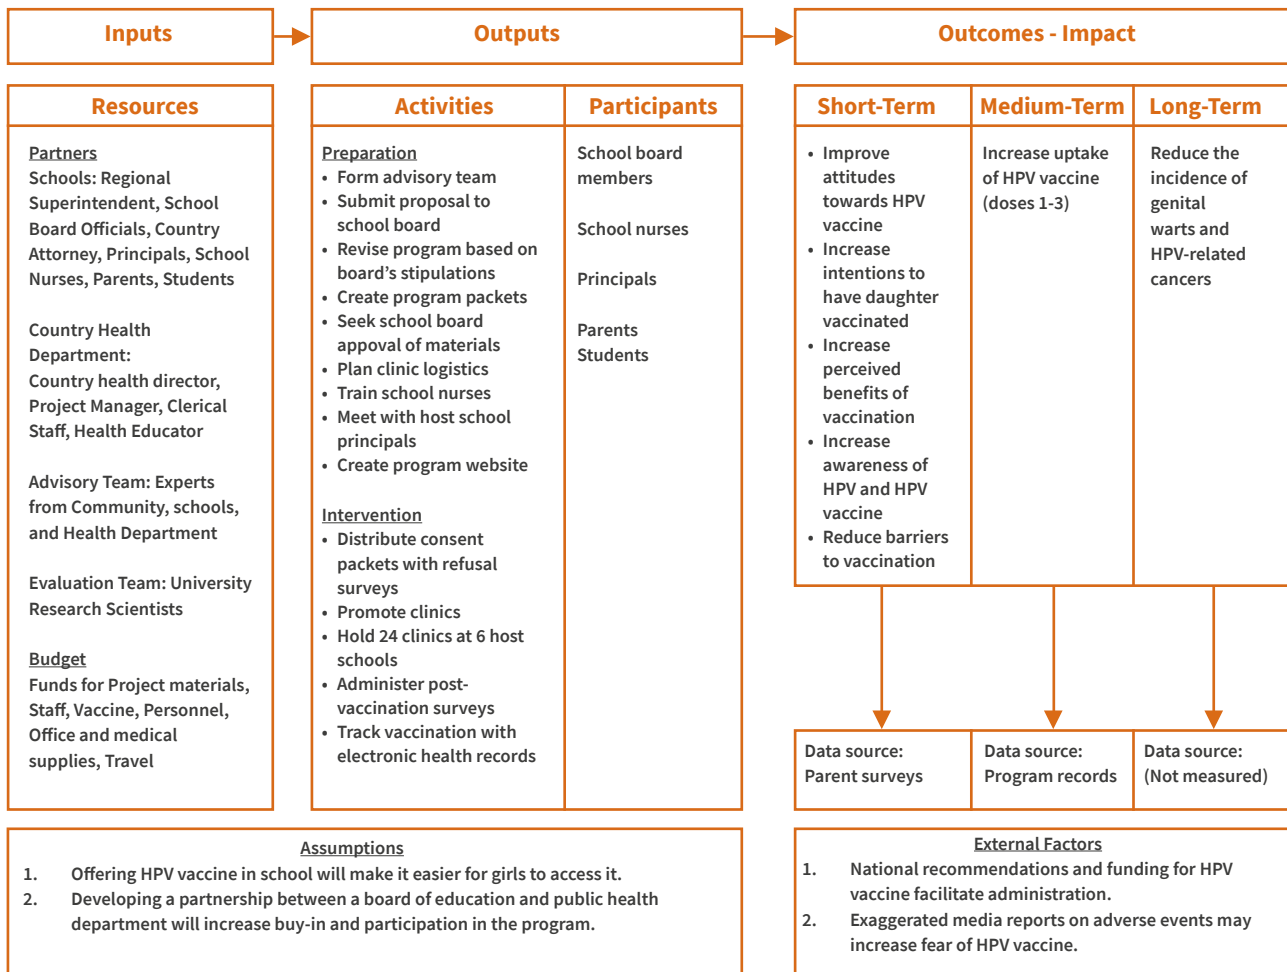 Inputs
Outputs
Outcomes - Impact
Resources
Partners
Schools: Regional
Superintendent, School
Board Officials, Country
Attorney, Principals, School
Nurses, Parents, Students
Country Health
Department:
Country health director,
Project Manager, Clerical
Staff, Health Educator
Advisory Team: Experts
from Community, schools,
and Health Department
Evaluation Team: University
Research Scientists
Budget
Funds for Project materials,
Staff, Vaccine, Personnel,
Office and medical
supplies, Travel
Activities
Preparation
• Form advisory team
• Submit proposal to
school board
• Revise program based on
board's stipulations
• Create program packets
• Seek school board
appoval of materials
• Plan clinic logistics
• Train school nurses
• Meet with host school
principals
• Create program website
Intervention
• Distribute consent
packets with refusal
surveys
• Promote clinics
• Hold 24 clinics at 6 host
schools
• Administer post-
vaccination surveys
• Track vaccination with
electronic health records
Participants
School board
members
School nurses
Principals
Parents
Students
Short-Term
• Improve
attitudes
towards HPV
vaccine
• Increase
intentions to
have daughter
vaccinated
• Increase
perceived
benefits of
vaccination
• Increase
awareness of
HPV and HPV
vaccine
• Reduce barriers
to vaccination
Data source:
Parent surveys
Medium-Term
Increase uptake
of HPV vaccine
(doses 1-3)
Data source:
Program records
Long-Term
Reduce the
incidence of
genital
warts and
HPV-related
cancers
Data source:
(Not measured)
Assumptions
1. Offering HPV vaccine in school will make it easier for girls to access it.
2. Developing a partnership between a board of education and public health
department will increase buy-in and participation in the program.
External Factors
1. National recommendations and funding for HPV
vaccine facilitate administration.
2. Exaggerated media reports on adverse events may
increase fear of HPV vaccine.